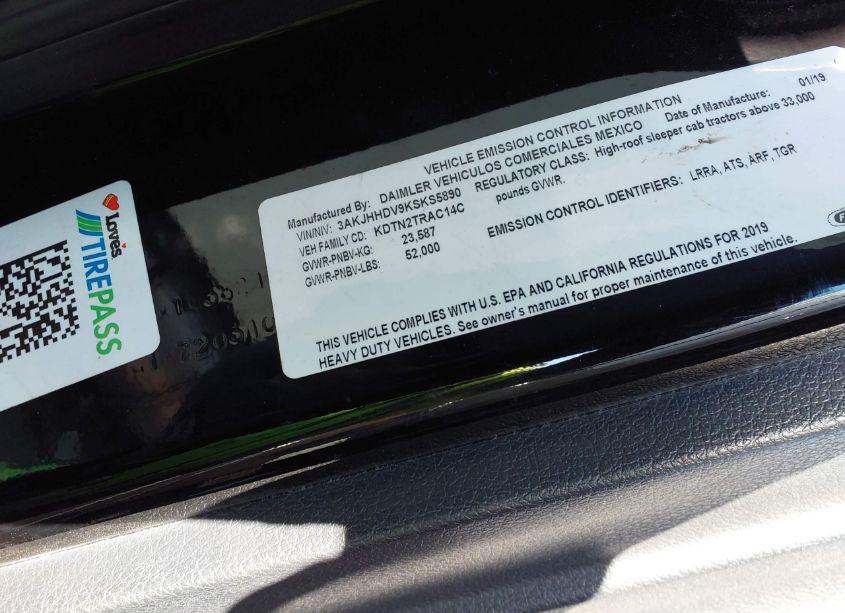 Love's
TIREPASS
VEHICLE EMISSION CONTROL INFORMATION
Manufactured By: DAIMLER VEHICULOS COMERCIALES MEXICO Date of Manufacture: 01/19
VIN/NIV: 3AKJHHDV9KSKS5890 REGULATORY CLASS: High-roof sleeper cab tractors above 33,000
VEH FAMILY CD: KDTN2TRAC14C pounds GVWR.
GVWR-PNBV-KG: 23,587
GVWR-PNBV-LBS: 52,000 EMISSION CONTROL IDENTIFIERS: LRRA, ATS, ARF, TGR
THIS VEHICLE COMPLIES WITH U.S. EPA AND CALIFORNIA REGULATIONS FOR 2019
HEAVY DUTY VEHICLES. See owner's manual for proper maintenance of this vehicle.